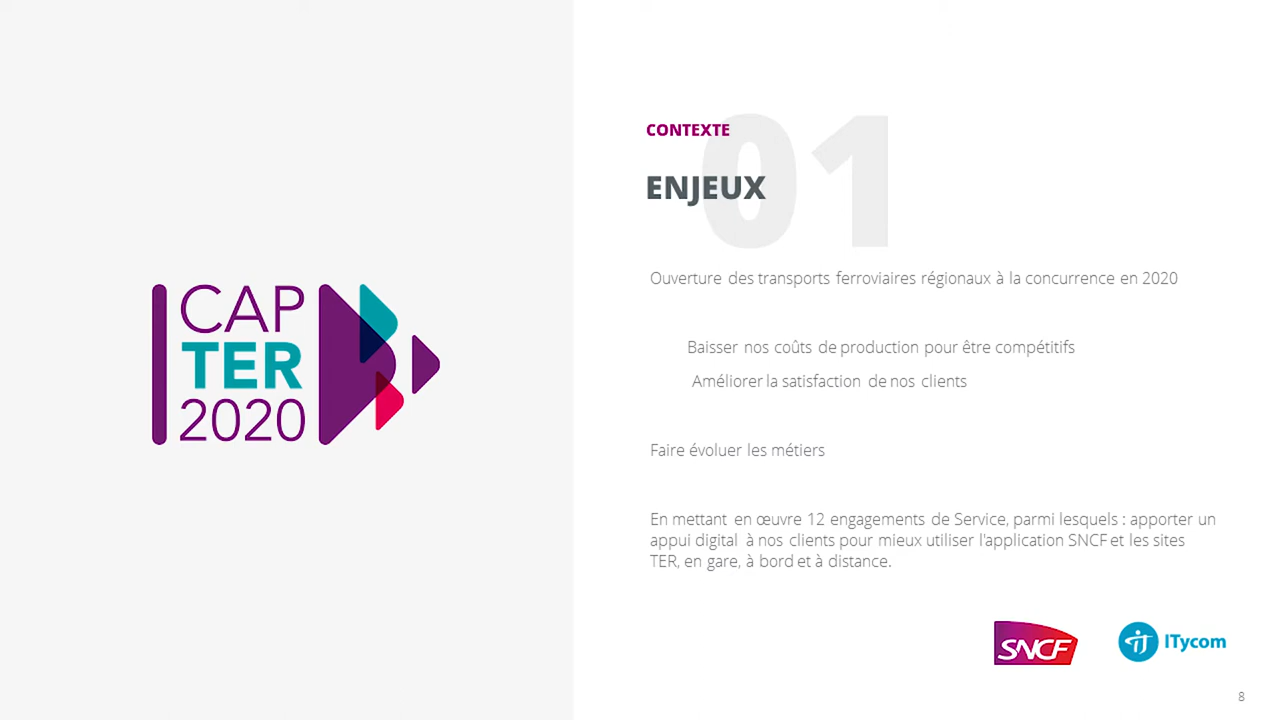 CAP
TER
2020
01
CONTEXTE
ENJEUX
Ouverture des transports ferroviaires régionaux à la concurrence en 2020
Baisser nos coûts de production pour être compétitifs
Améliorer la satisfaction de nos clients
Faire évoluer les métiers
En mettant en œuvre 12 engagements de Service, parmi lesquels : apporter un
appui digital à nos clients pour mieux utiliser l'application SNCF et les sites
TER, en gare, à bord et à distance.
SNCF
ITycom
8